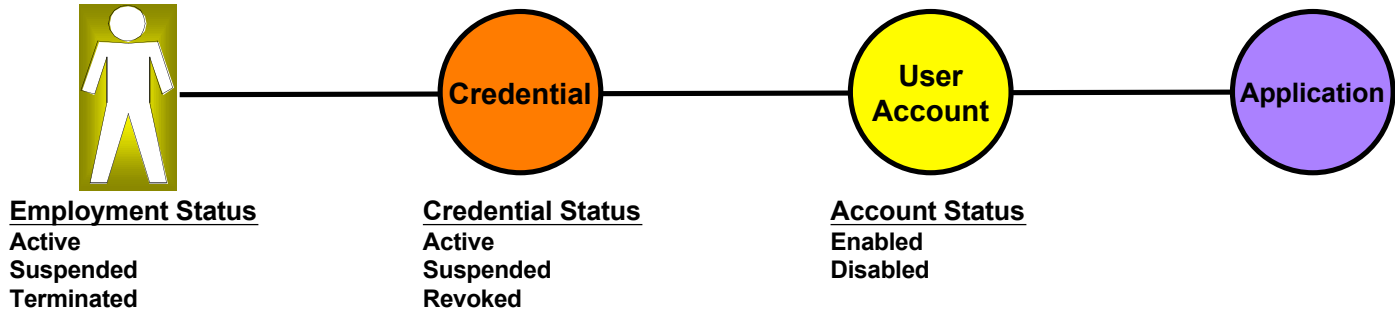 Credential
User
Account
Application
Employment Status
Active
Suspended
Terminated
Credential Status
Active
Suspended
Revoked
Account Status
Enabled
Disabled